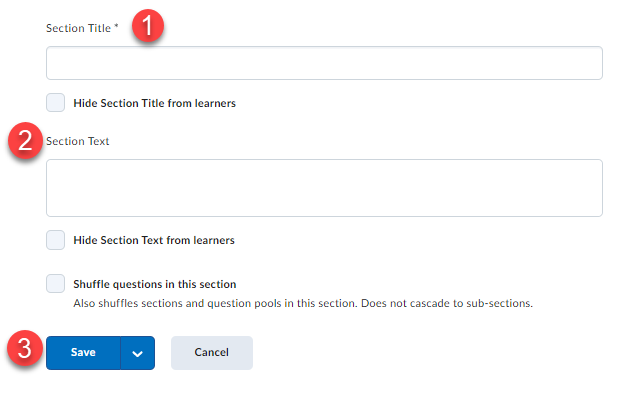 Section Title * 1
Hide Section Title from learners
2 Section Text
Hide Section Text from learners
Shuffle questions in this section
Also shuffles sections and question pools in this section. Does not cascade to sub-sections.
3 Save Cancel